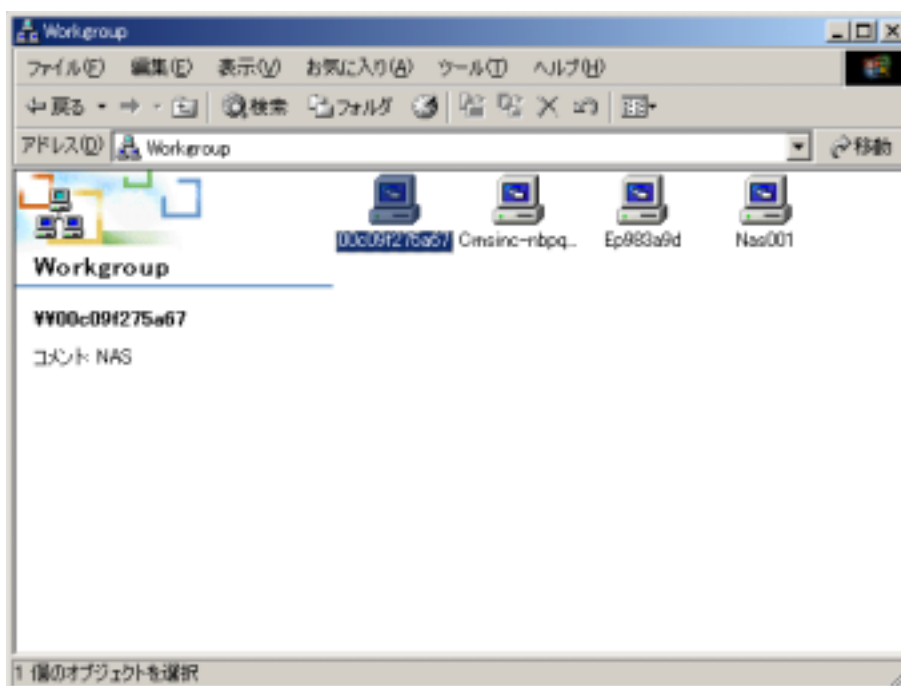 Workgroup
ファイル(F) 編集(E) 表示(V) お気に入り(A) ツール(T) ヘルプ(H)
戻る 検索 フォルダ
アドレス(D) Workgroup 移動
00c09f275a67 Cmsinc-nbpq... Ep983a9d Nas001
Workgroup
¥¥00c09f275a67
コメント: NAS
1 個のオブジェクトを選択